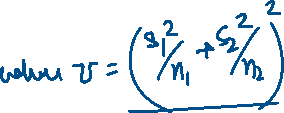 where v = (s₁²/n₁ + s₂²/n₂)²